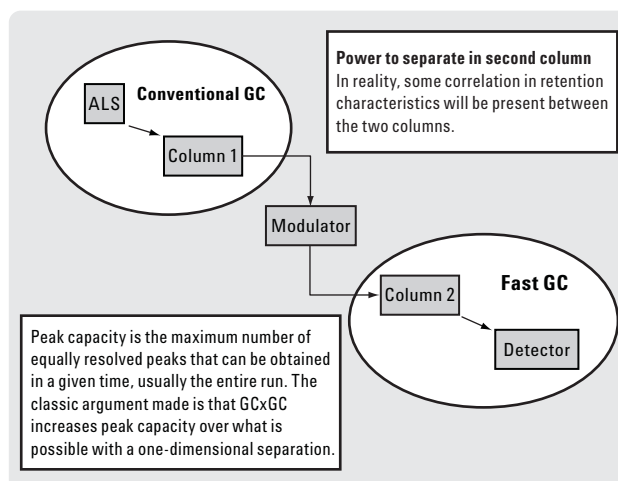 Power to separate in second column
In reality, some correlation in retention
characteristics will be present between
the two columns.
Conventional GC
ALS
Column 1
Modulator
Column 2
Fast GC
Detector
Peak capacity is the maximum number of
equally resolved peaks that can be obtained
in a given time, usually the entire run. The
classic argument made is that GCxGC
increases peak capacity over what is
possible with a one-dimensional separation.